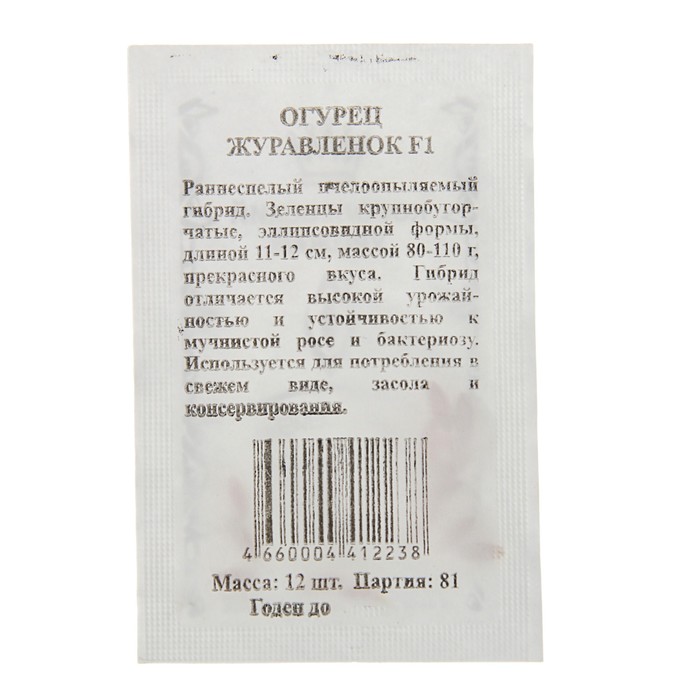 ОГУРЕЦ
ЖУРАВЛЕНОК F1
Раннеспелый пчелоопыляемый
гибрид. Зеленцы крупнобугор-
чатые, эллипсовидной формы,
длиной 11-12 см, массой 80-110 г,
прекрасного вкуса. Гибрид
отличается высокой урожай-
ностью и устойчивостью к
мучнистой росе и бактериозу.
Используется для потребления в
свежем виде, засола и
консервирования.
4 660004 412238
Масса: 12 шт. Партия: 81
Годен до